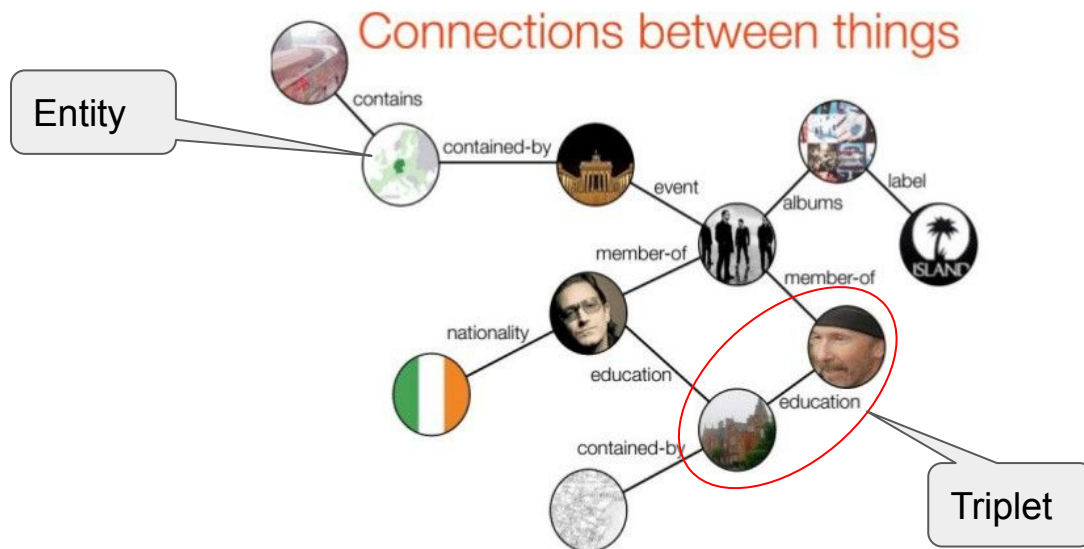 Connections between things
Entity
contains
contained-by
event
albums
label
ISLAND
member-of
member-of
nationality
education
education
contained-by
Triplet